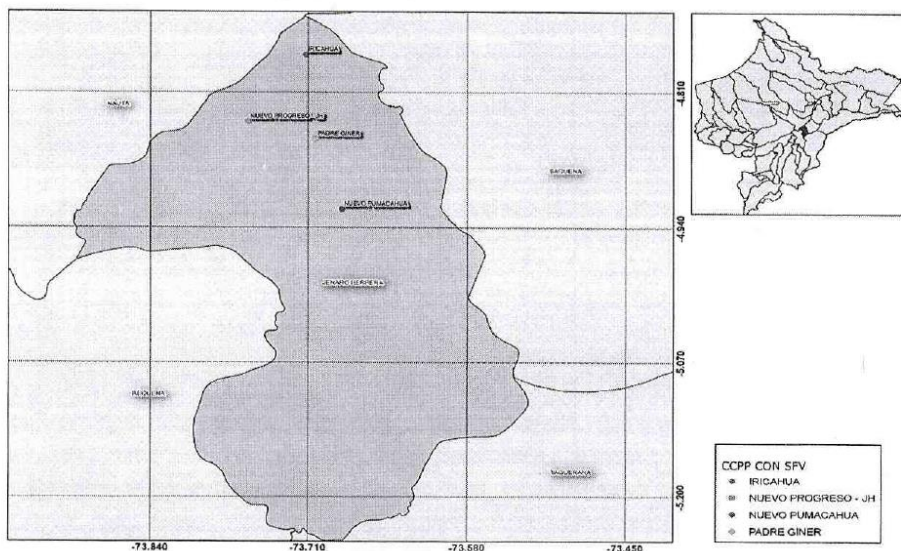 IRICAHUA
-4.810
NAUTA
NUEVO PROGRESO - JH
PADRE GINER
SAQUENA
NUEVO PUMACAHUA
-4.940
JENARO HERRERA
-5.070
REQUENA
YAQUERANA
-5.200
-73.840
-73.710
-73.580
-73.450
CCPP CON SFV
IRICAHUA
NUEVO PROGRESO - JH
NUEVO PUMACAHUA
PADRE GINER